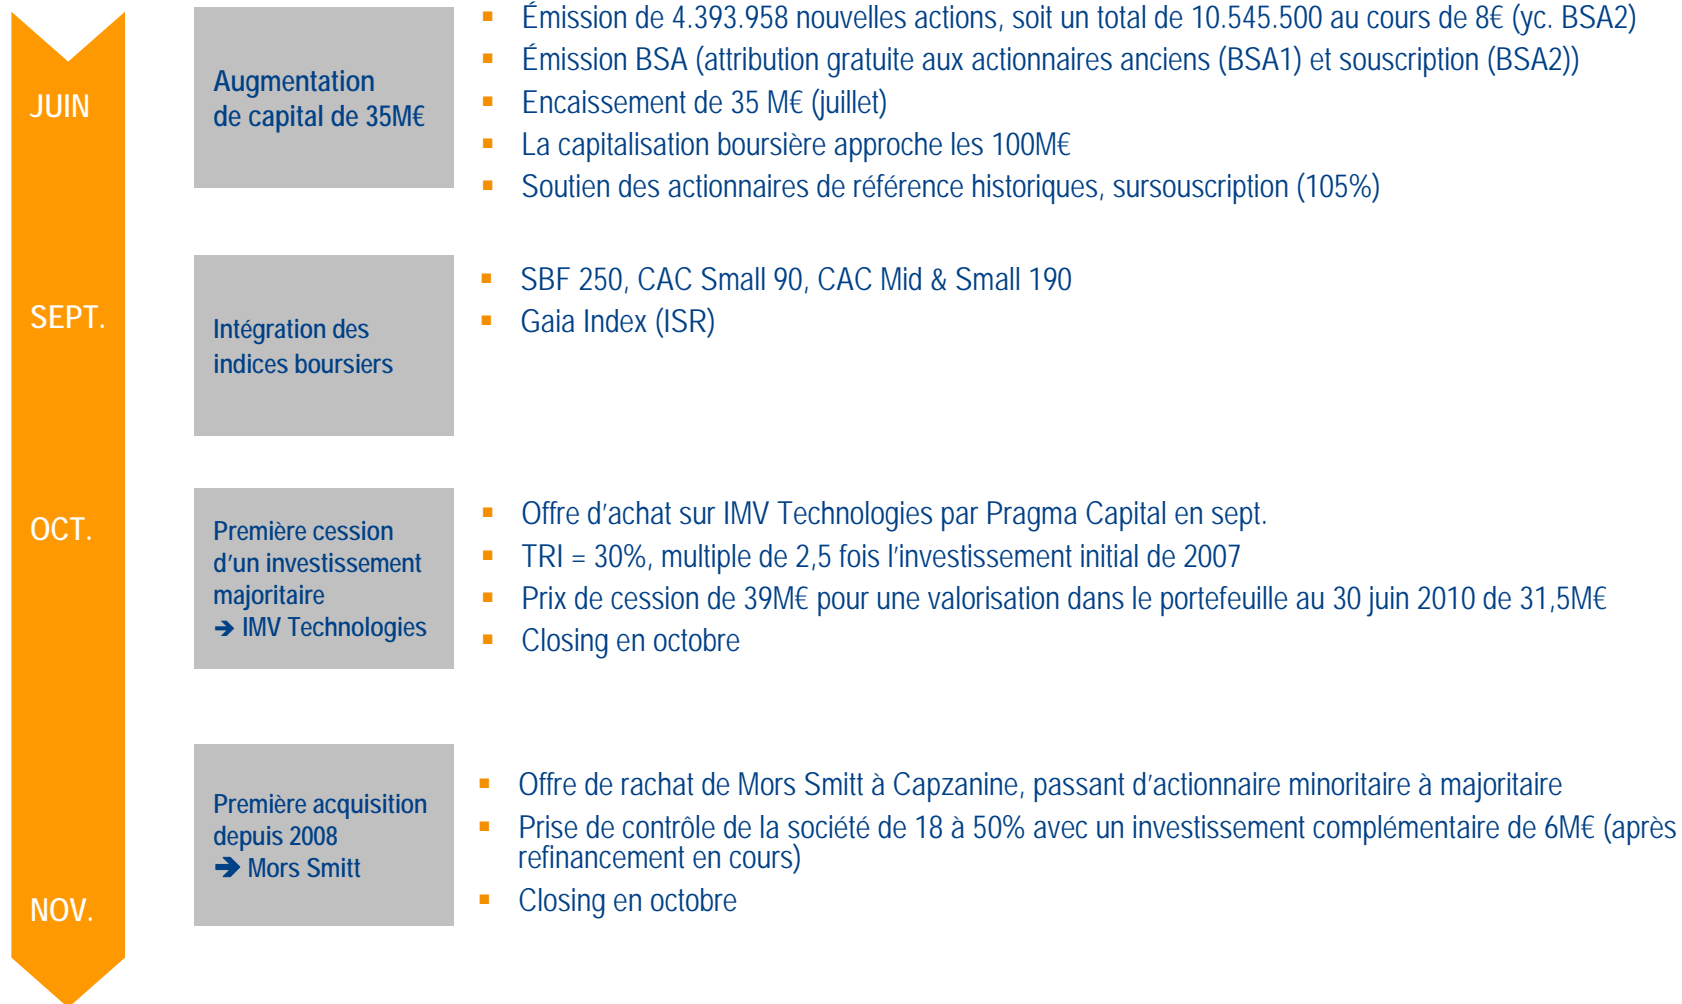 JUIN
Augmentation
de capital de 35M€
▪ Émission de 4.393.958 nouvelles actions, soit un total de 10.545.500 au cours de 8€ (yc. BSA2)
▪ Émission BSA (attribution gratuite aux actionnaires anciens (BSA1) et souscription (BSA2))
▪ Encaissement de 35 M€ (juillet)
▪ La capitalisation boursière approche les 100M€
▪ Soutien des actionnaires de référence historiques, sursouscription (105%)
SEPT.
Intégration des
indices boursiers
▪ SBF 250, CAC Small 90, CAC Mid & Small 190
▪ Gaia Index (ISR)
OCT.
Première cession
d’un investissement
majoritaire
➔ IMV Technologies
▪ Offre d’achat sur IMV Technologies par Pragma Capital en sept.
▪ TRI = 30%, multiple de 2,5 fois l’investissement initial de 2007
▪ Prix de cession de 39M€ pour une valorisation dans le portefeuille au 30 juin 2010 de 31,5M€
▪ Closing en octobre
NOV.
Première acquisition
depuis 2008
➔ Mors Smitt
▪ Offre de rachat de Mors Smitt à Capzanine, passant d’actionnaire minoritaire à majoritaire
▪ Prise de contrôle de la société de 18 à 50% avec un investissement complémentaire de 6M€ (après
refinancement en cours)
▪ Closing en octobre